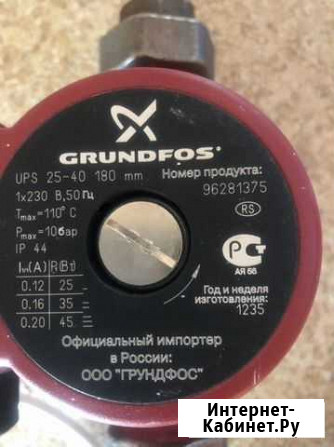 GRUNDFOS
UPS 25-40 180 mm
Номер продукта:
96281375
1x230 В,50Гц
Tmax=110° C
Pmax=10бар
IP 44
RS
I1/1(A) P1(Вт)
0.12 25
0.16 35
0.20 45
РС
АЯ 56
Год и неделя
изготовления:
1235
Официальный импортер
в России:
ООО "ГРУНДФОС"
Интернет-
Кабинет.Ру